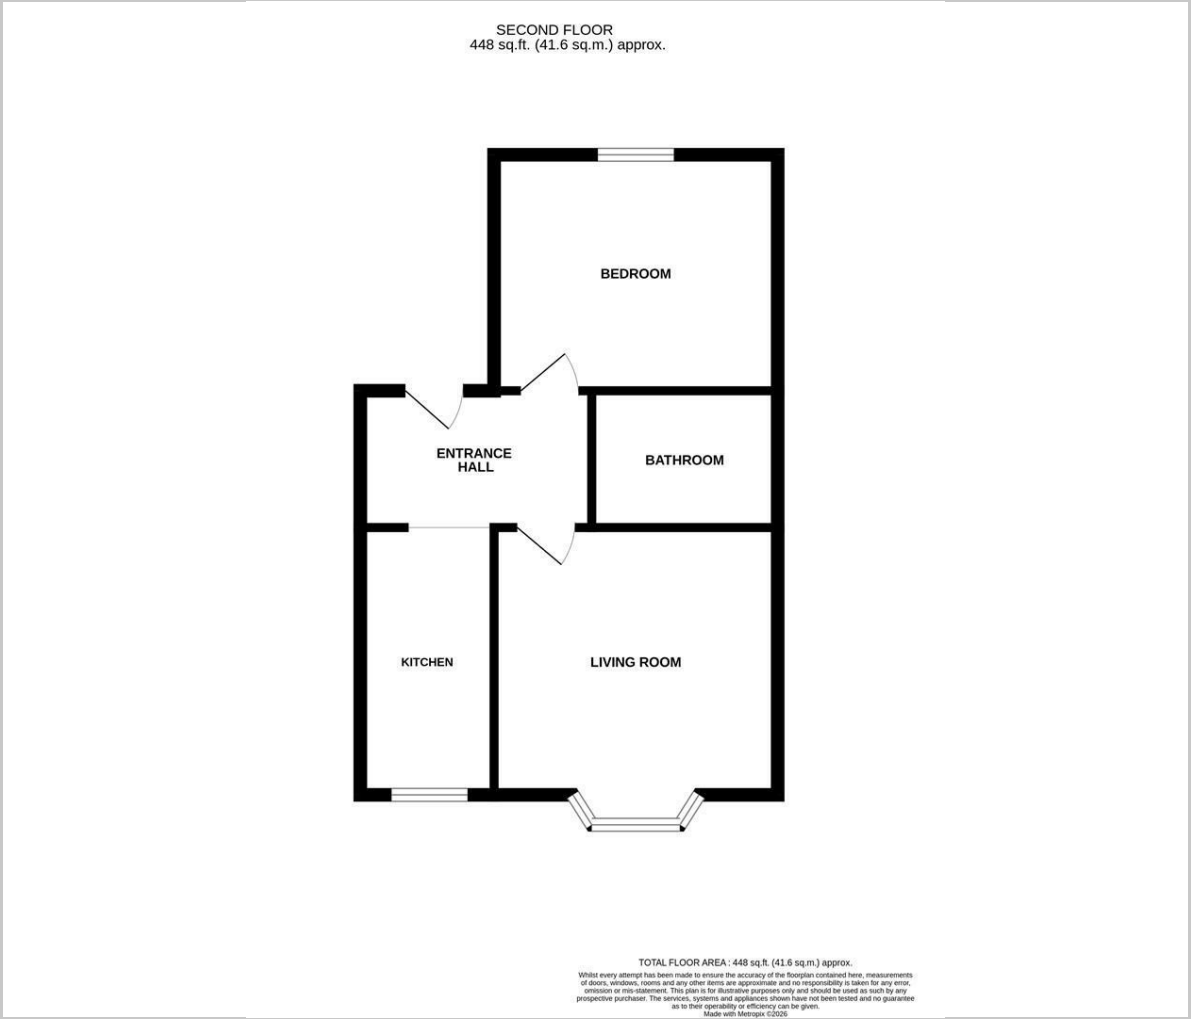 SECOND FLOOR
448 sq.ft. (41.6 sq.m.) approx.
BEDROOM
ENTRANCE
HALL
BATHROOM
KITCHEN
LIVING ROOM
TOTAL FLOOR AREA : 448 sq.ft. (41.6 sq.m.) approx.
Whilst every attempt has been made to ensure the accuracy of the floorplan contained here, measurements
of doors, windows, rooms and any other items are approximate and no responsibility is taken for any error,
omission or mis-statement. This plan is for illustrative purposes only and should be used as such by any
prospective purchaser. The services, systems and appliances shown have not been tested and no guarantee
as to their operability or efficiency can be given.
Made with Metropix ©2026